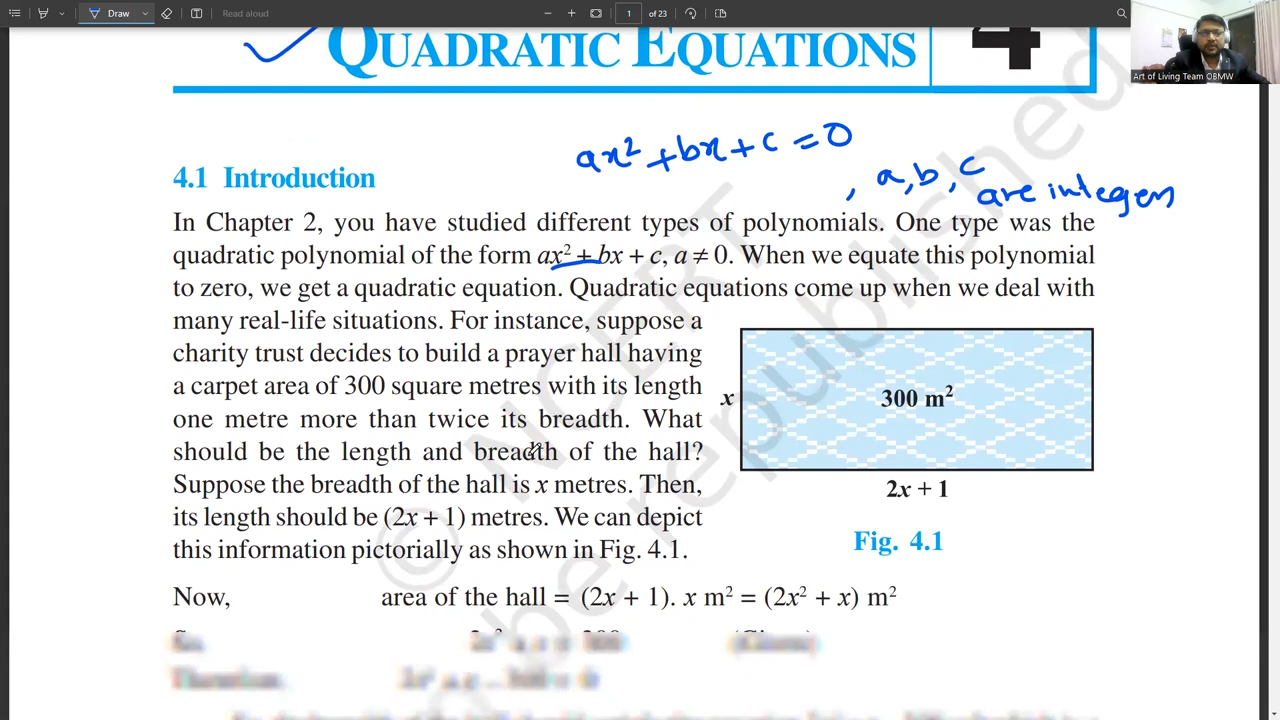 Draw
Read aloud
1 of 23
QUADRATIC EQUATIONS
4
Art of Living Team OBMW
ax² + bx + c = 0
, a, b, c
are integers
4.1 Introduction
In Chapter 2, you have studied different types of polynomials. One type was the
quadratic polynomial of the form ax² + bx + c, a ≠ 0. When we equate this polynomial
to zero, we get a quadratic equation. Quadratic equations come up when we deal with
many real-life situations. For instance, suppose a
charity trust decides to build a prayer hall having
a carpet area of 300 square metres with its length
one metre more than twice its breadth. What
should be the length and breadth of the hall?
Suppose the breadth of the hall is x metres. Then,
its length should be (2x + 1) metres. We can depict
this information pictorially as shown in Fig. 4.1.
x
300 m²
2x + 1
Fig. 4.1
Now, area of the hall = (2x + 1). x m² = (2x² + x) m²
© NCERT
be republished